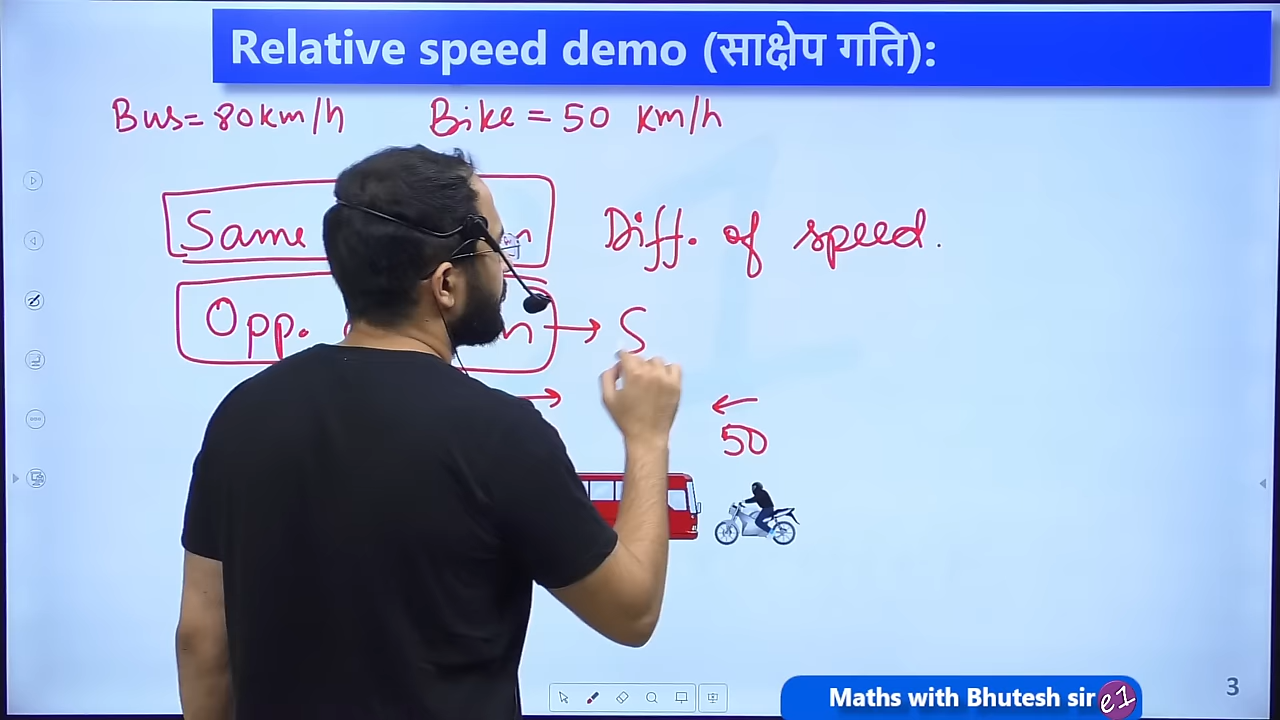 Relative speed demo (साक्षेप गति):
Bus= 80km/h Bike = 50 km/h
Same Diff. of speed.
Opp. → S
→ ←
50
Maths with Bhutesh sir e1
3